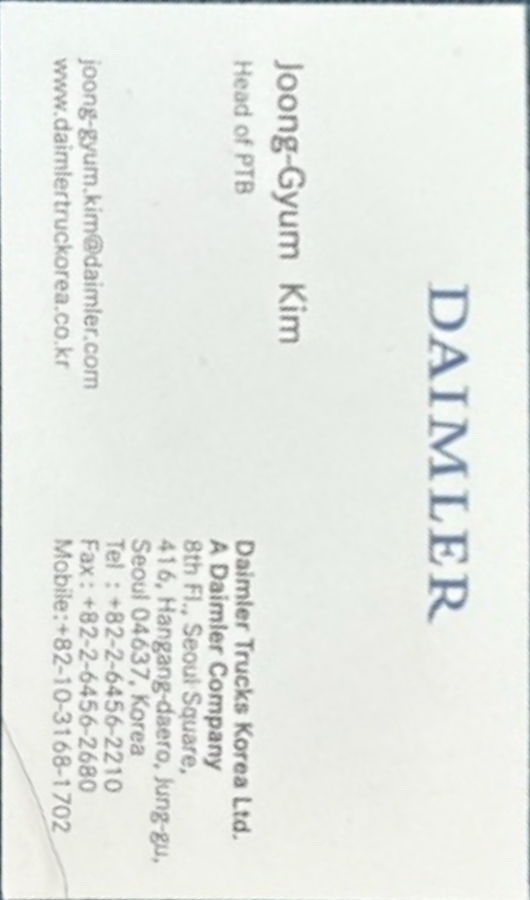 DAIMLER
Joong-Gyum Kim
Head of PTB
joong-gyum.kim@daimler.com
www.daimlertruckorea.co.kr
Daimler Trucks Korea Ltd.
A Daimler Company
8th Fl., Seoul Square,
416, Hangang-daero, Jung-gu,
Seoul 04637, Korea
Tel : +82-2-6456-2210
Fax : +82-2-6456-2680
Mobile:+82-10-3168-1702